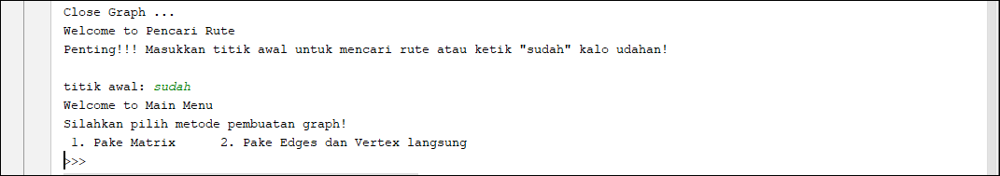 Close Graph ...
Welcome to Pencari Rute
Penting!!! Masukkan titik awal untuk mencari rute atau ketik "sudah" kalo udahan!
titik awal: sudah
Welcome to Main Menu
Silahkan pilih metode pembuatan graph!
1. Pake Matrix 2. Pake Edges dan Vertex langsung
>>>